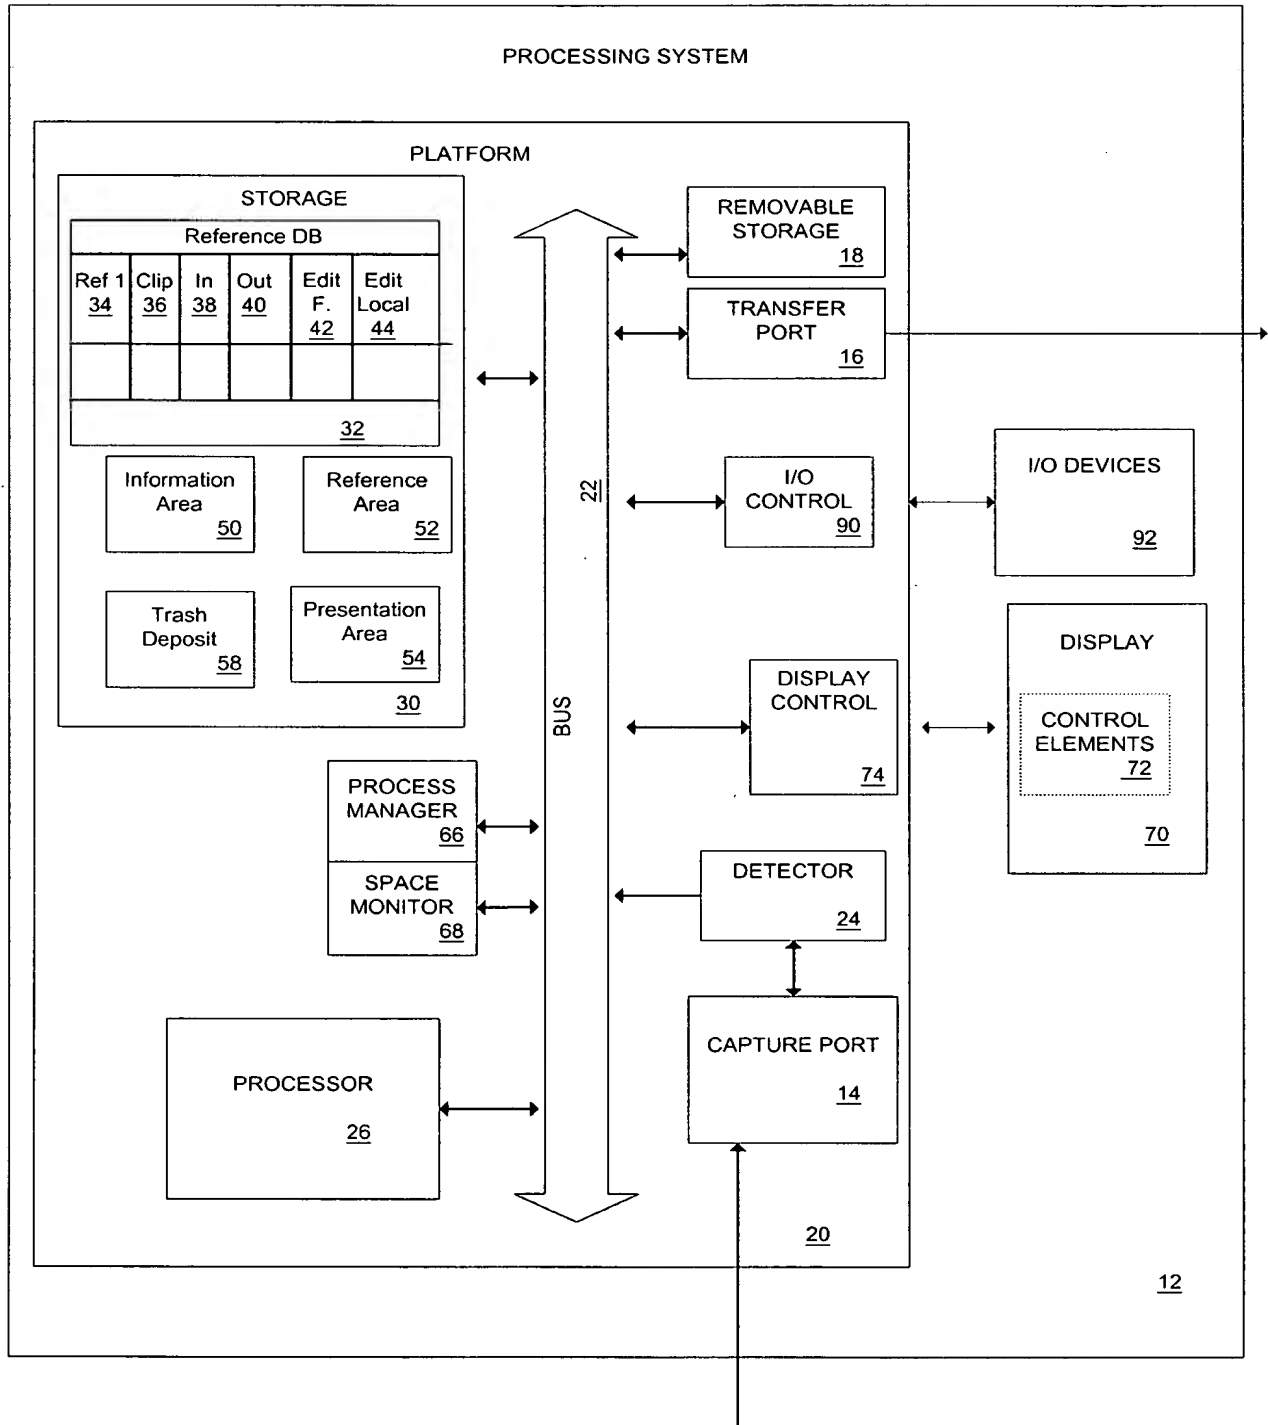 PROCESSING SYSTEM
PLATFORM
STORAGE
Reference DB
Ref 1
34
Clip
36
In
38
Out
40
Edit
F.
42
Edit
Local
44
32
Information
Area
50
Reference
Area
52
Trash
Deposit
58
Presentation
Area
54
30
PROCESS
MANAGER
66
SPACE
MONITOR
68
PROCESSOR
26
BUS
22
REMOVABLE
STORAGE
18
TRANSFER
PORT
16
I/O
CONTROL
90
DISPLAY
CONTROL
74
DETECTOR
24
CAPTURE PORT
14
20
I/O DEVICES
92
DISPLAY
CONTROL
ELEMENTS
72
70
12